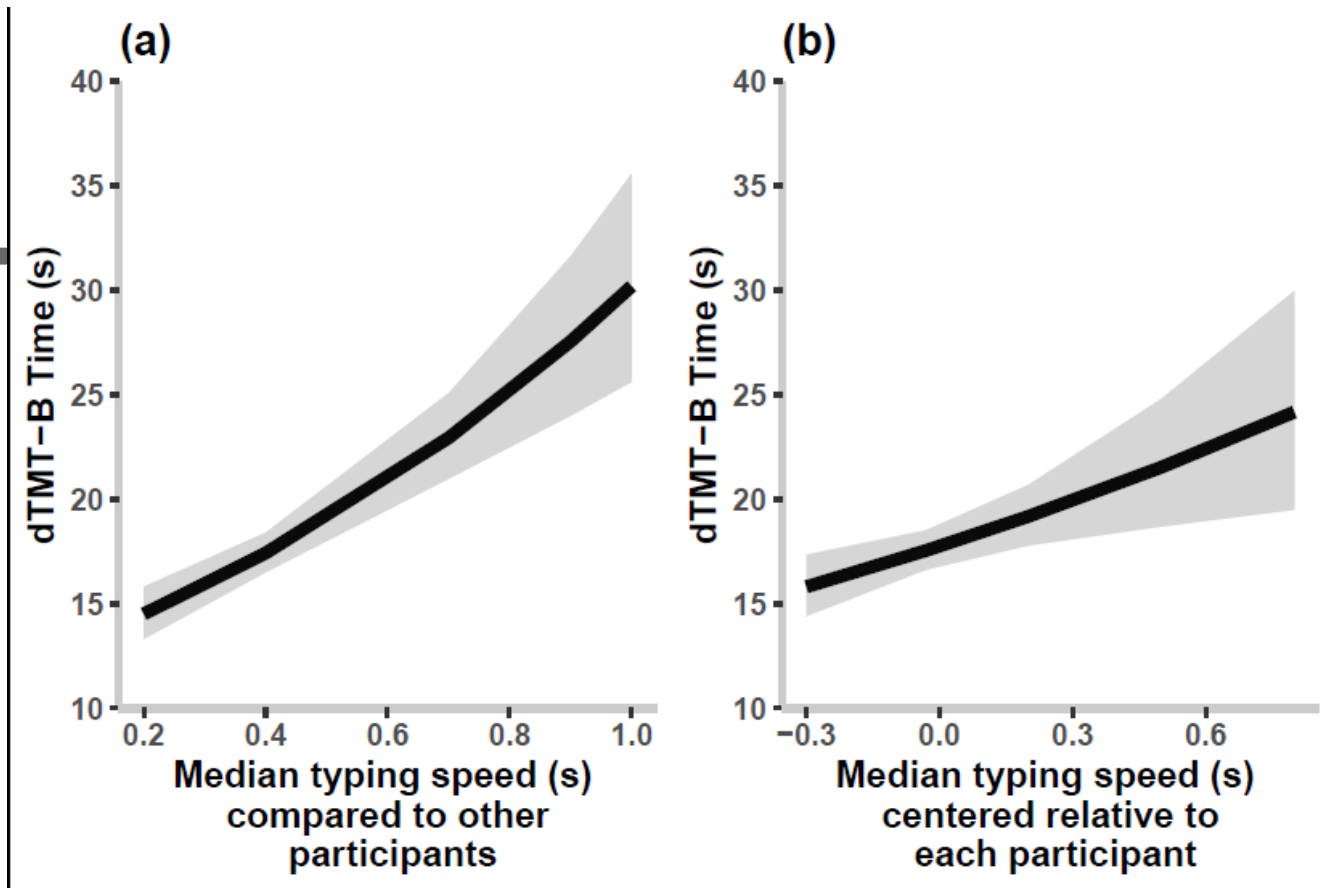 (a)
40
35
30
25
20
15
10
dTMT−B Time (s)
0.2 0.4 0.6 0.8 1.0
Median typing speed (s)
compared to other
participants
(b)
40
35
30
25
20
15
10
dTMT−B Time (s)
−0.3 0.0 0.3 0.6
Median typing speed (s)
centered relative to
each participant